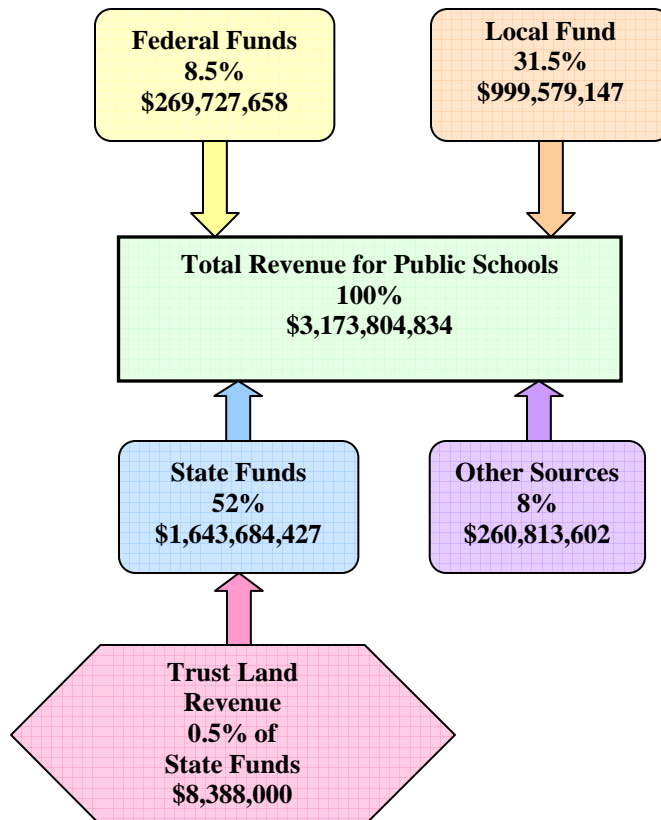 Federal Funds
8.5%
$269,727,658
Local Fund
31.5%
$999,579,147
Total Revenue for Public Schools
100%
$3,173,804,834
State Funds
52%
$1,643,684,427
Other Sources
8%
$260,813,602
Trust Land
Revenue
0.5% of
State Funds
$8,388,000